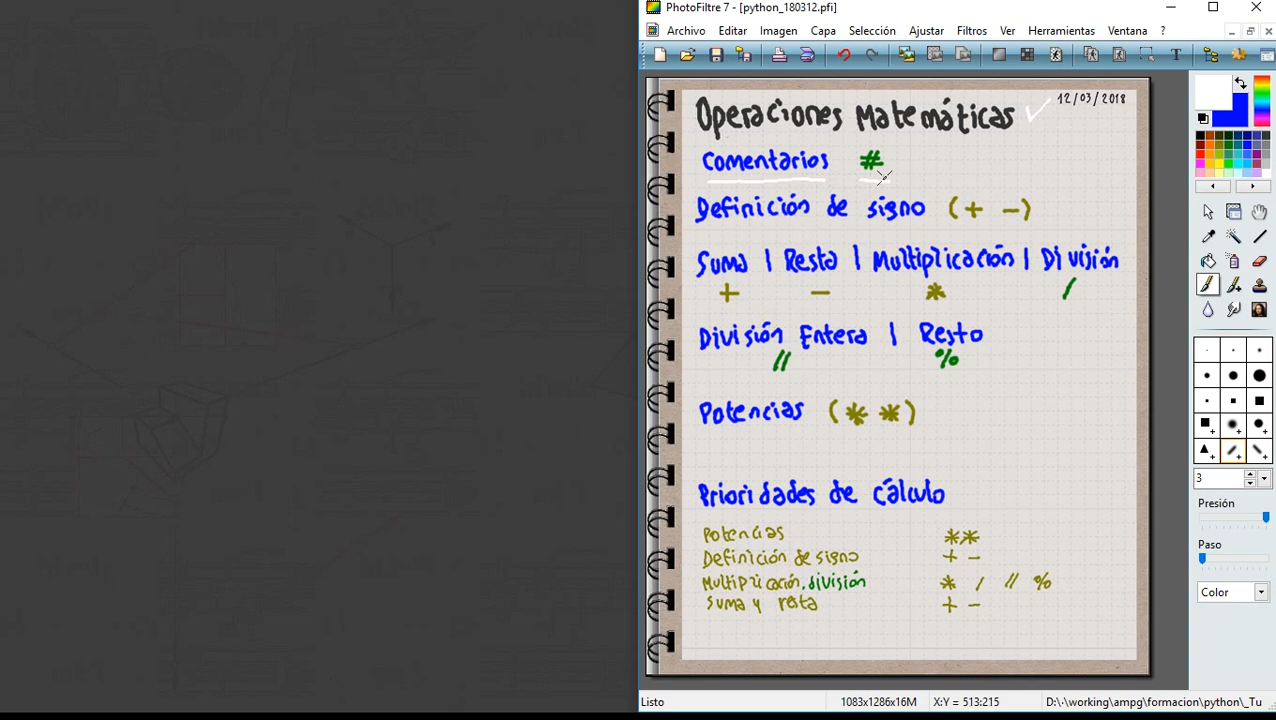 PhotoFiltre 7 - [python_180312.pfi]
Archivo Editar Imagen Capa Selección Ajustar Filtros Ver Herramientas Ventana ?
12/03/2018
Operaciones Matemáticas
Comentarios #
Definición de signo (+ -)
Suma | Resta | Multiplicación | División
+ - * /
División Entera | Resto
// %
Potencias (* *)
Prioridades de cálculo
Potencias **
Definición de signo + -
Multiplicación, división * / // %
Suma y resta + -
3
Presión
Paso
Color
Listo 1083x1286x16M X:Y = 513:215 D:\·\working\ampg\formacion\python\_Tu